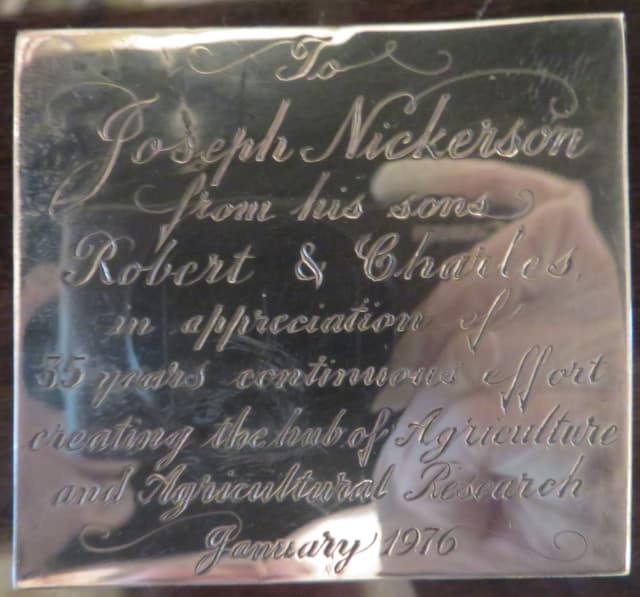 To
Joseph Nickerson
from his sons
Robert & Charles,
in appreciation of
35 years continuous effort
creating the hub of Agriculture
and Agricultural Research
January 1976